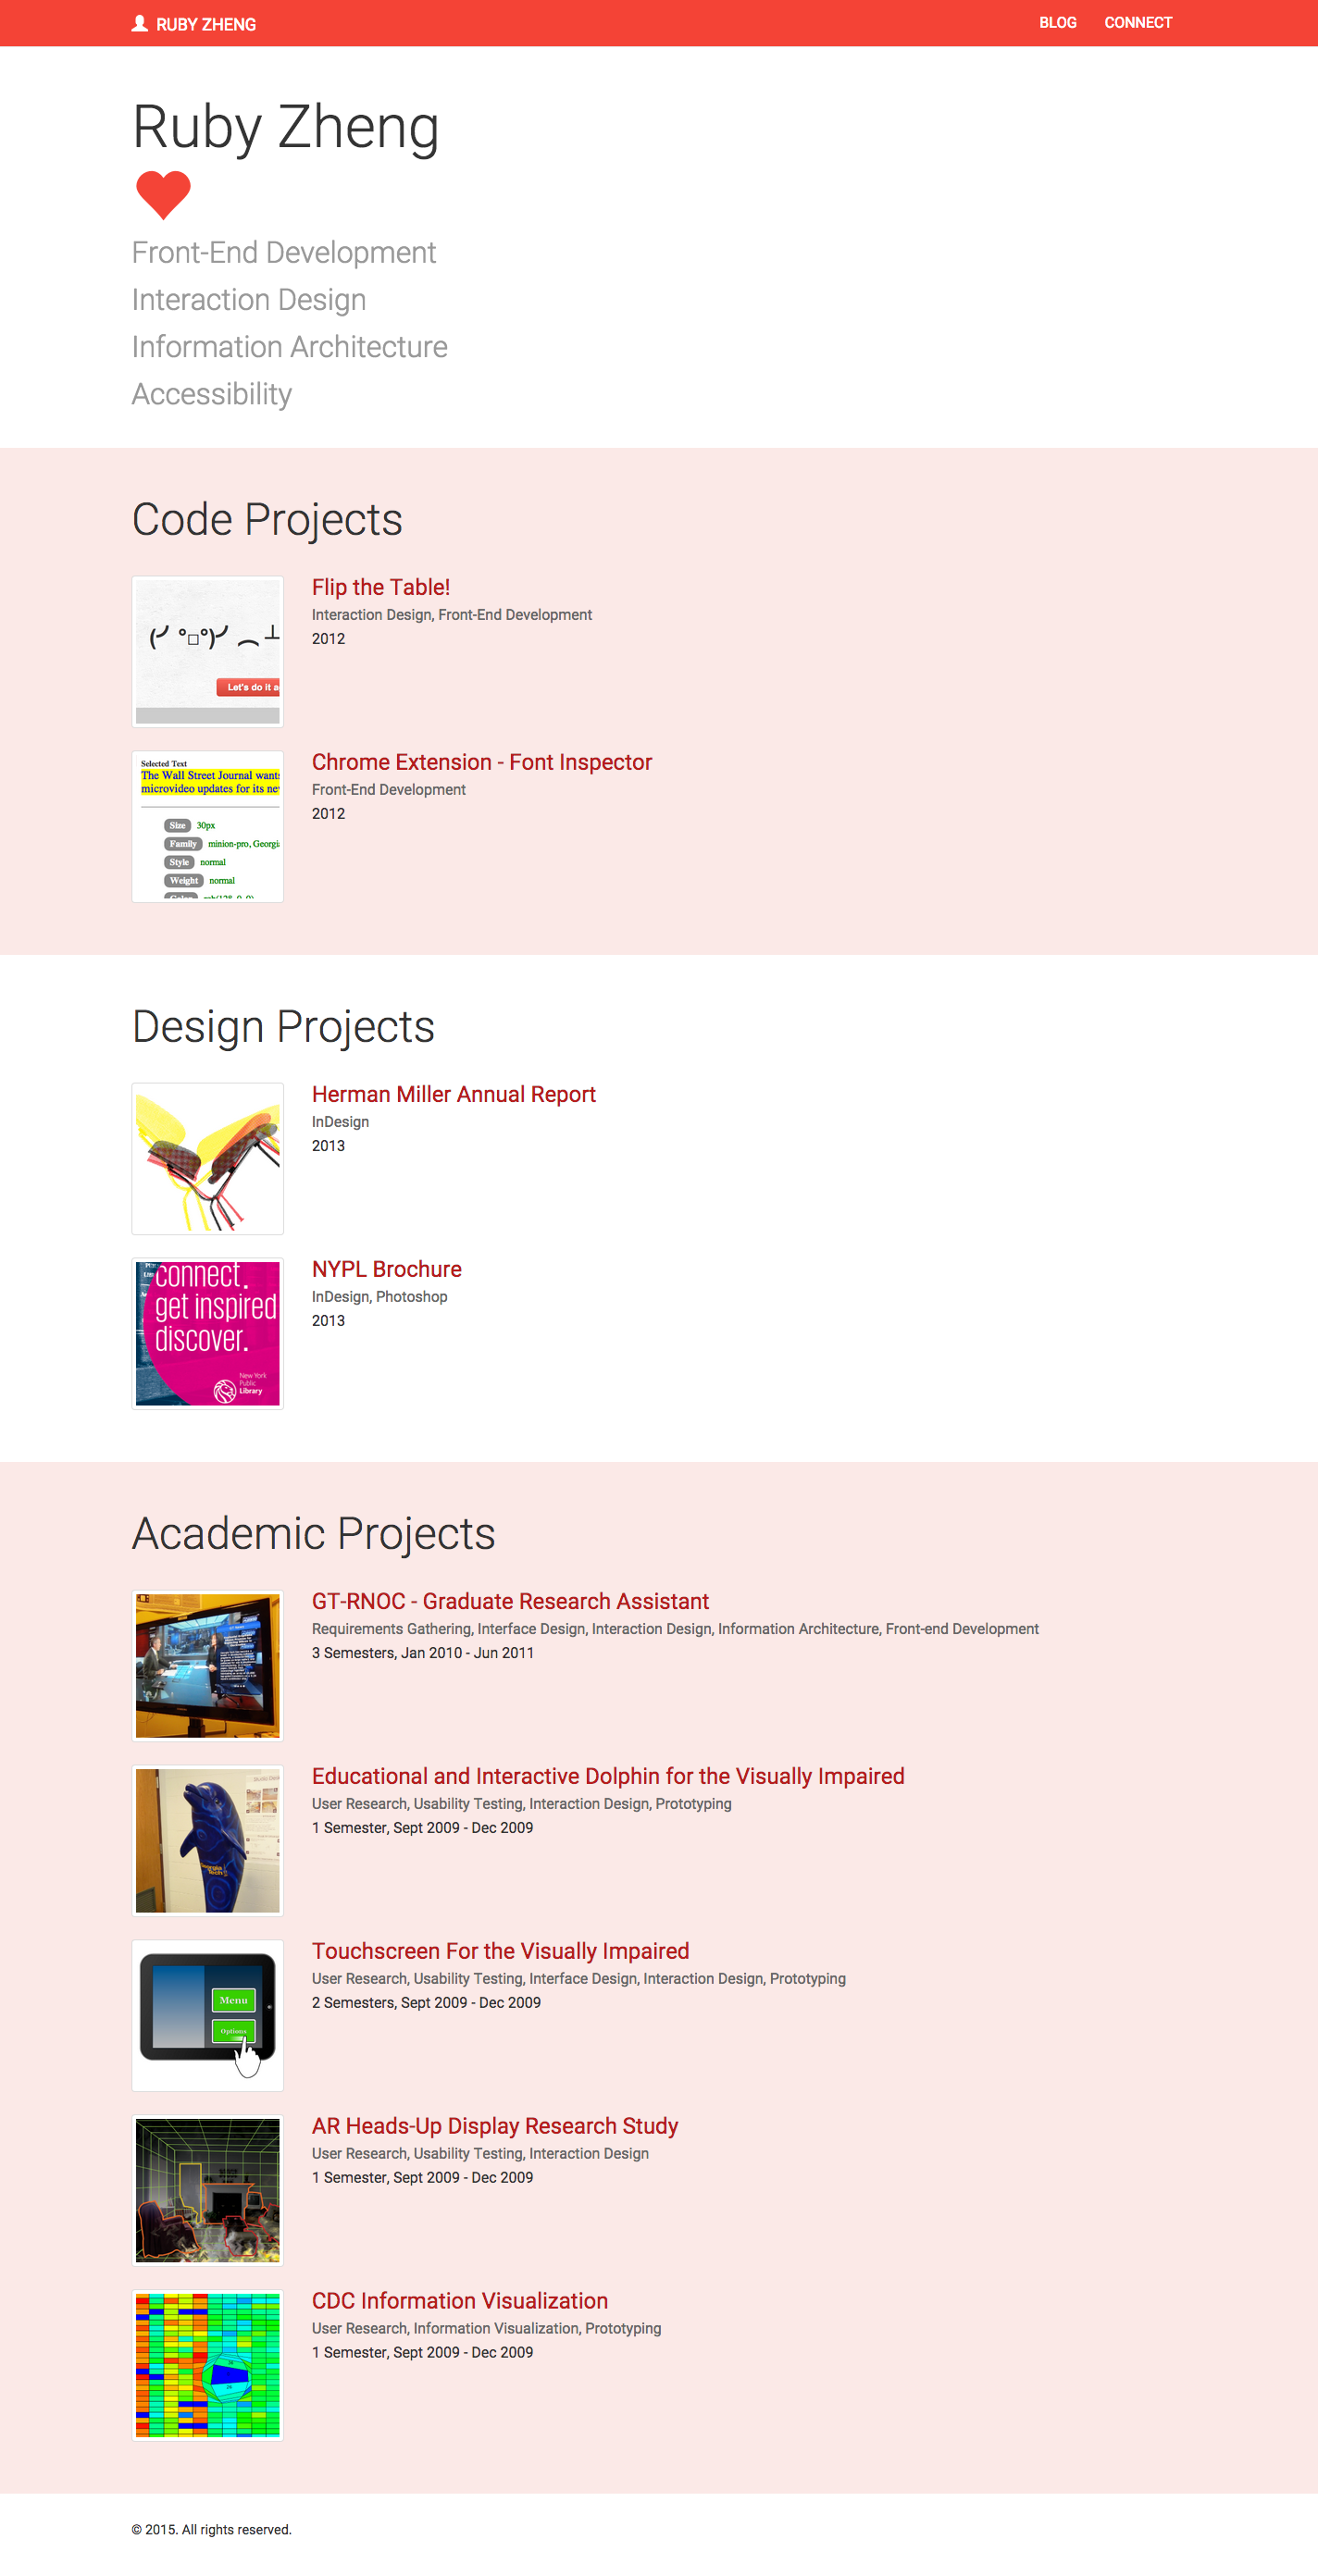 RUBY ZHENG
BLOG CONNECT
Ruby Zheng
Front-End Development
Interaction Design
Information Architecture
Accessibility
Code Projects
(╯°□°)╯︵ ┴
Let's do it a
Flip the Table!
Interaction Design, Front-End Development
2012
Selected Text
The Wall Street Journal wants
microvideo updates for its ne
Size 30px
Family minion-pro, Georgi
Style normal
Weight normal
Chrome Extension - Font Inspector
Front-End Development
2012
Design Projects
Herman Miller Annual Report
InDesign
2013
connect.
get inspired
discover.
New York
Public
Library
NYPL Brochure
InDesign, Photoshop
2013
Academic Projects
GT-RNOC - Graduate Research Assistant
Requirements Gathering, Interface Design, Interaction Design, Information Architecture, Front-end Development
3 Semesters, Jan 2010 - Jun 2011
Georgia
Tech
Educational and Interactive Dolphin for the Visually Impaired
User Research, Usability Testing, Interaction Design, Prototyping
1 Semester, Sept 2009 - Dec 2009
Menu
Options
Touchscreen For the Visually Impaired
User Research, Usability Testing, Interface Design, Interaction Design, Prototyping
2 Semesters, Sept 2009 - Dec 2009
AR Heads-Up Display Research Study
User Research, Usability Testing, Interaction Design
1 Semester, Sept 2009 - Dec 2009
CDC Information Visualization
User Research, Information Visualization, Prototyping
1 Semester, Sept 2009 - Dec 2009
© 2015. All rights reserved.